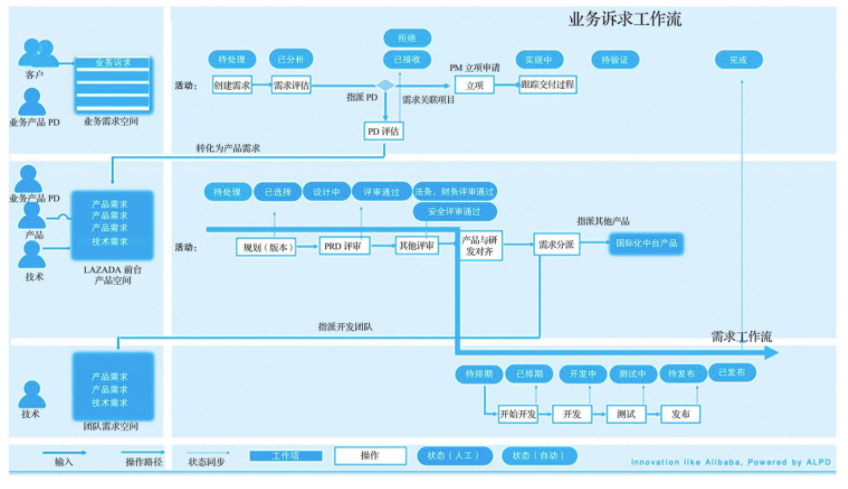 业务诉求工作流
客户
业务产品 PD
业务诉求
业务需求空间
拒绝
待处理
已分析
已接收
PM 立项申请
实现中
待验证
完成
活动:
创建需求
需求评估
指派 PD
需求关联项目
立项
跟踪交付过程
PD 评估
转化为产品需求
业务产品 PD
产品
技术
产品需求
产品需求
产品需求
技术需求
LAZADA 前台
产品空间
待处理
已选择
设计中
评审通过
法务、财务评审通过
安全评审通过
活动:
规划（版本）
PRD 评审
其他评审
产品与研
发对齐
需求分派
指派其他产品
国际化中台产品
指派开发团队
需求工作流
技术
产品需求
产品需求
技术需求
团队需求空间
待排期
已排期
开发中
测试中
待发布
已发布
开始开发
开发
测试
发布
输入
操作路径
状态同步
工作项
操作
状态（人工）
状态（自动）
Innovation like Alibaba, Powered by ALPD